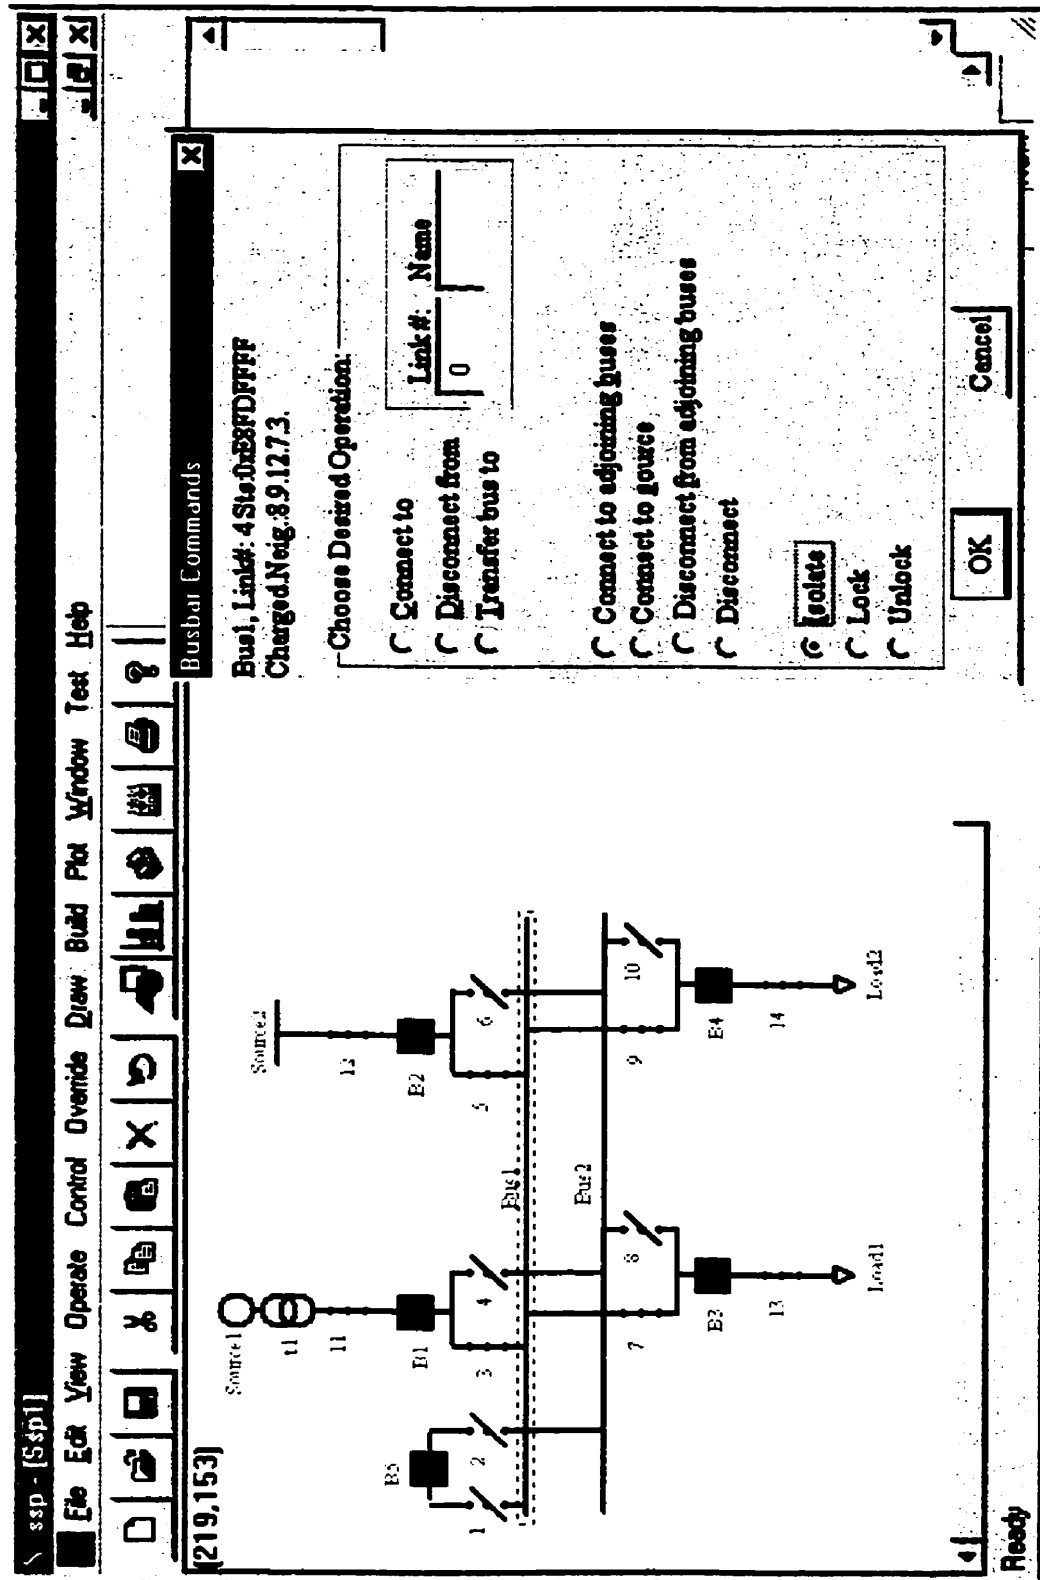 ssp - [Ssp1]
File Edit View Operate Control Override Draw Build Plot Window Test Help
(219,153)
Source1
t1
11
B1
3
4
B5
1
2
Source2
12
B2
5
6
Bus1
Bus2
7
8
B3
13
Load1
9
10
B4
14
Load2
Busbar Commands
Bus1, Link#: 4 Sts:0xE8FDFFFF
Charged.Neig.:8.9.12.7.3.
Choose Desired Operation:
Connect to
Disconnect from
Transfer bus to
Link#: Name
0
Connect to adjoining buses
Connect to source
Disconnect from adjoining buses
Disconnect
Isolate
Lock
Unlock
OK
Cancel
Ready